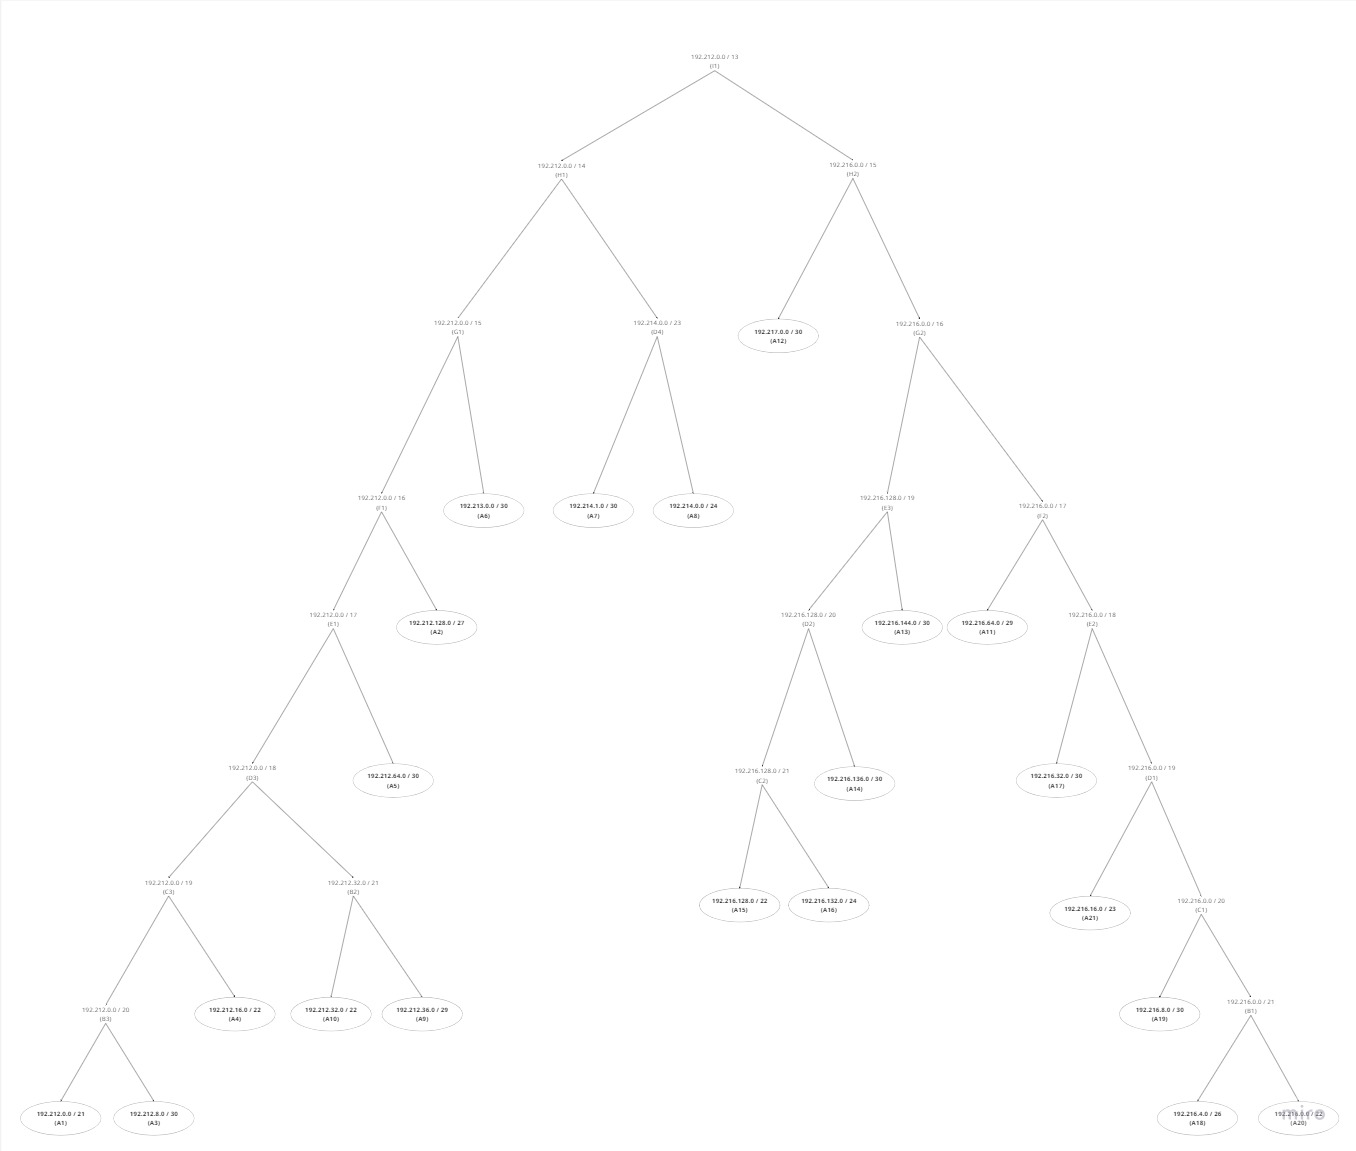 192.212.0.0 / 13
(I1)
192.212.0.0 / 14
(H1)
192.216.0.0 / 15
(H2)
192.212.0.0 / 15
(G1)
192.214.0.0 / 23
(D4)
192.217.0.0 / 30
(A12)
192.216.0.0 / 16
(G2)
192.212.0.0 / 16
(F1)
192.213.0.0 / 30
(A6)
192.214.1.0 / 30
(A7)
192.214.0.0 / 24
(A8)
192.216.128.0 / 19
(E3)
192.216.0.0 / 17
(F2)
192.212.0.0 / 17
(E1)
192.212.128.0 / 27
(A2)
192.216.128.0 / 20
(D2)
192.216.144.0 / 30
(A13)
192.216.64.0 / 29
(A11)
192.216.0.0 / 18
(E2)
192.212.0.0 / 18
(D3)
192.212.64.0 / 30
(A5)
192.216.128.0 / 21
(C2)
192.216.136.0 / 30
(A14)
192.216.32.0 / 30
(A17)
192.216.0.0 / 19
(D1)
192.212.0.0 / 19
(C3)
192.212.32.0 / 21
(B2)
192.216.128.0 / 22
(A15)
192.216.132.0 / 24
(A16)
192.216.16.0 / 23
(A21)
192.216.0.0 / 20
(C1)
192.212.0.0 / 20
(B3)
192.212.16.0 / 22
(A4)
192.212.32.0 / 22
(A10)
192.212.36.0 / 29
(A9)
192.216.8.0 / 30
(A19)
192.216.0.0 / 21
(B1)
192.212.0.0 / 21
(A1)
192.212.8.0 / 30
(A3)
192.216.4.0 / 26
(A18)
192.216.0.0 / 22
(A20)
miro